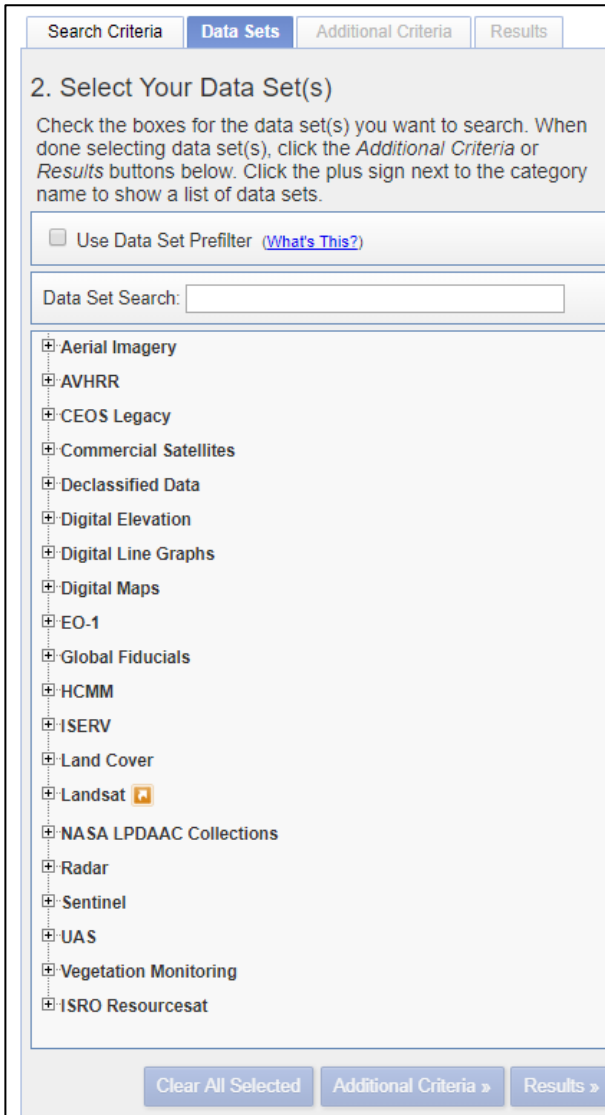 Search Criteria Data Sets Additional Criteria Results
2. Select Your Data Set(s)
Check the boxes for the data set(s) you want to search. When
done selecting data set(s), click the Additional Criteria or
Results buttons below. Click the plus sign next to the category
name to show a list of data sets.
Use Data Set Prefilter (What's This?)
Data Set Search:
Aerial Imagery
AVHRR
CEOS Legacy
Commercial Satellites
Declassified Data
Digital Elevation
Digital Line Graphs
Digital Maps
EO-1
Global Fiducials
HCMM
ISERV
Land Cover
Landsat
NASA LPDAAC Collections
Radar
Sentinel
UAS
Vegetation Monitoring
ISRO Resourcesat
Clear All Selected Additional Criteria » Results »